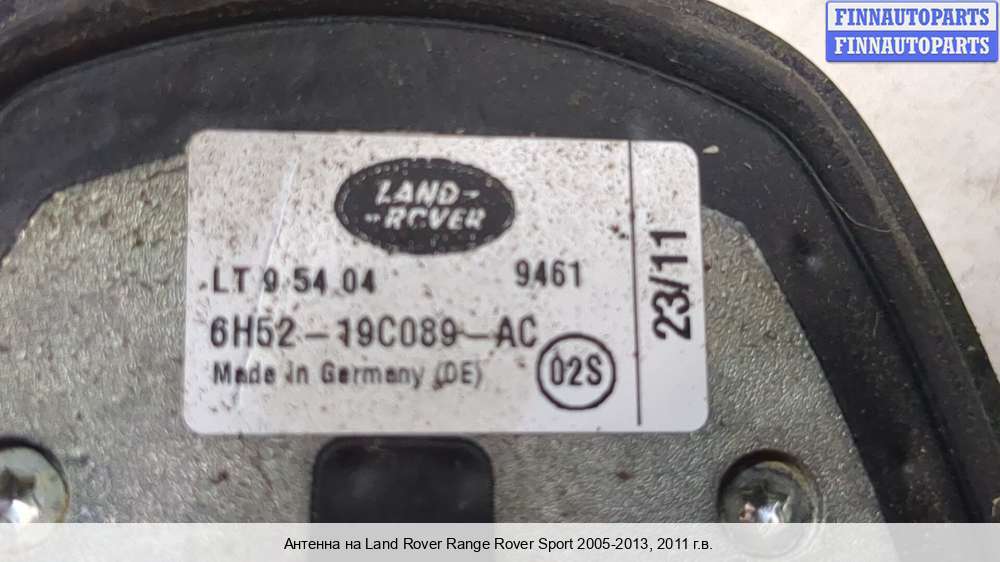 FINNAUTOPARTS
FINNAUTOPARTS
LAND-
-ROVER
LT 9 54 04 9461
6H52-19C089-AC
Made in Germany (DE)
02S
23/11
Антенна на Land Rover Range Rover Sport 2005-2013, 2011 г.в.